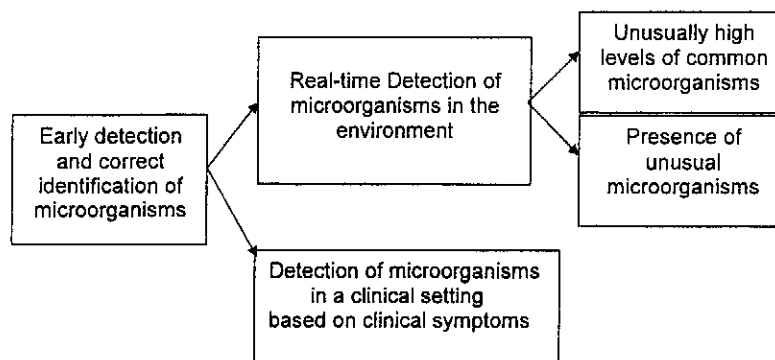 Early detection
and correct
identification of
microorganisms
Real-time Detection of
microorganisms in the
environment
Unusually high
levels of common
microorganisms
Presence of
unusual
microorganisms
Detection of microorganisms
in a clinical setting
based on clinical symptoms